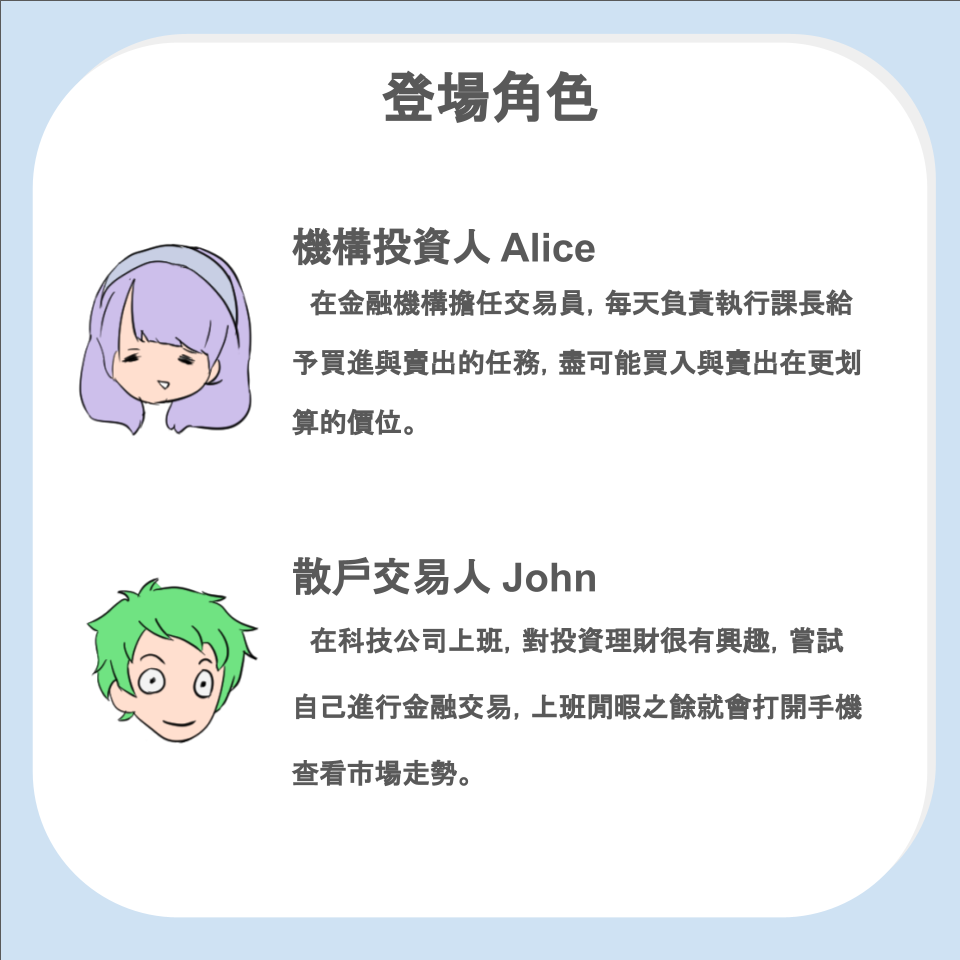 登場角色
機構投資人 Alice
在金融機構擔任交易員, 每天負責執行課長給
予買進與賣出的任務, 盡可能買入與賣出在更划
算的價位。
散戶交易人 John
在科技公司上班, 對投資理財很有興趣, 嘗試
自己進行金融交易, 上班閒暇之餘就會打開手機
查看市場走勢。